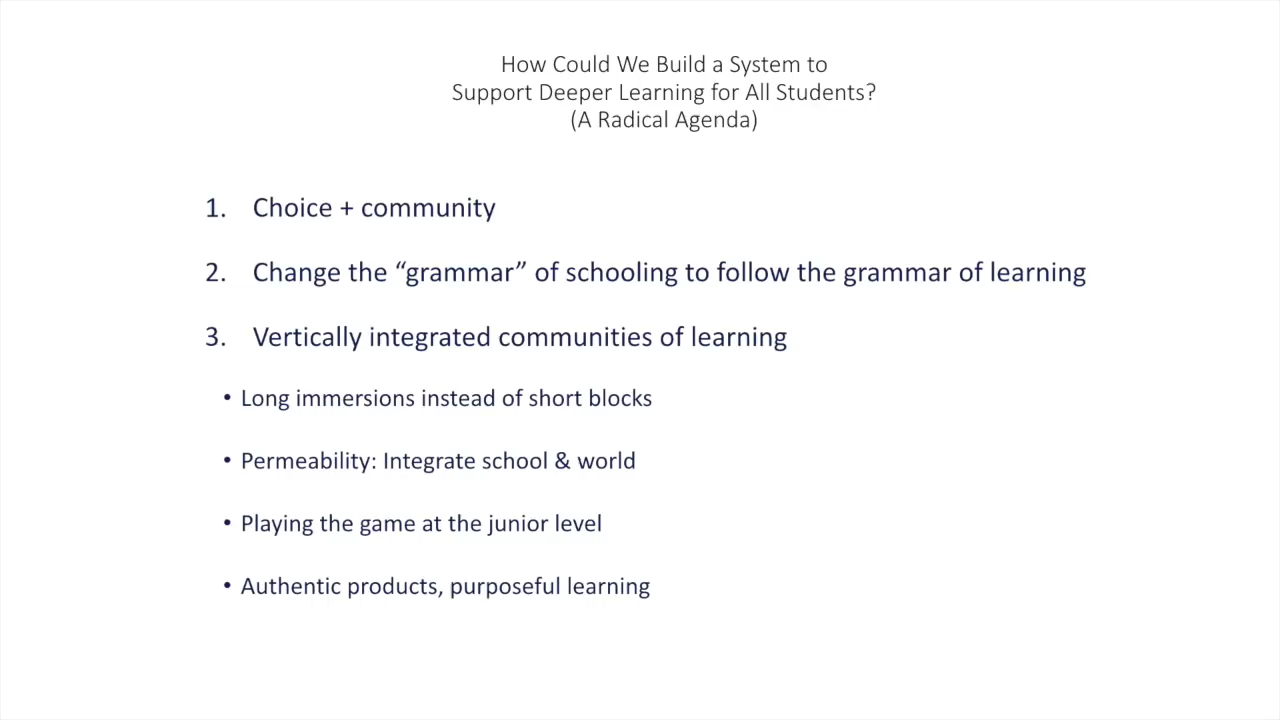 How Could We Build a System to
Support Deeper Learning for All Students?
(A Radical Agenda)
1. Choice + community
2. Change the “grammar” of schooling to follow the grammar of learning
3. Vertically integrated communities of learning
• Long immersions instead of short blocks
• Permeability: Integrate school & world
• Playing the game at the junior level
• Authentic products, purposeful learning